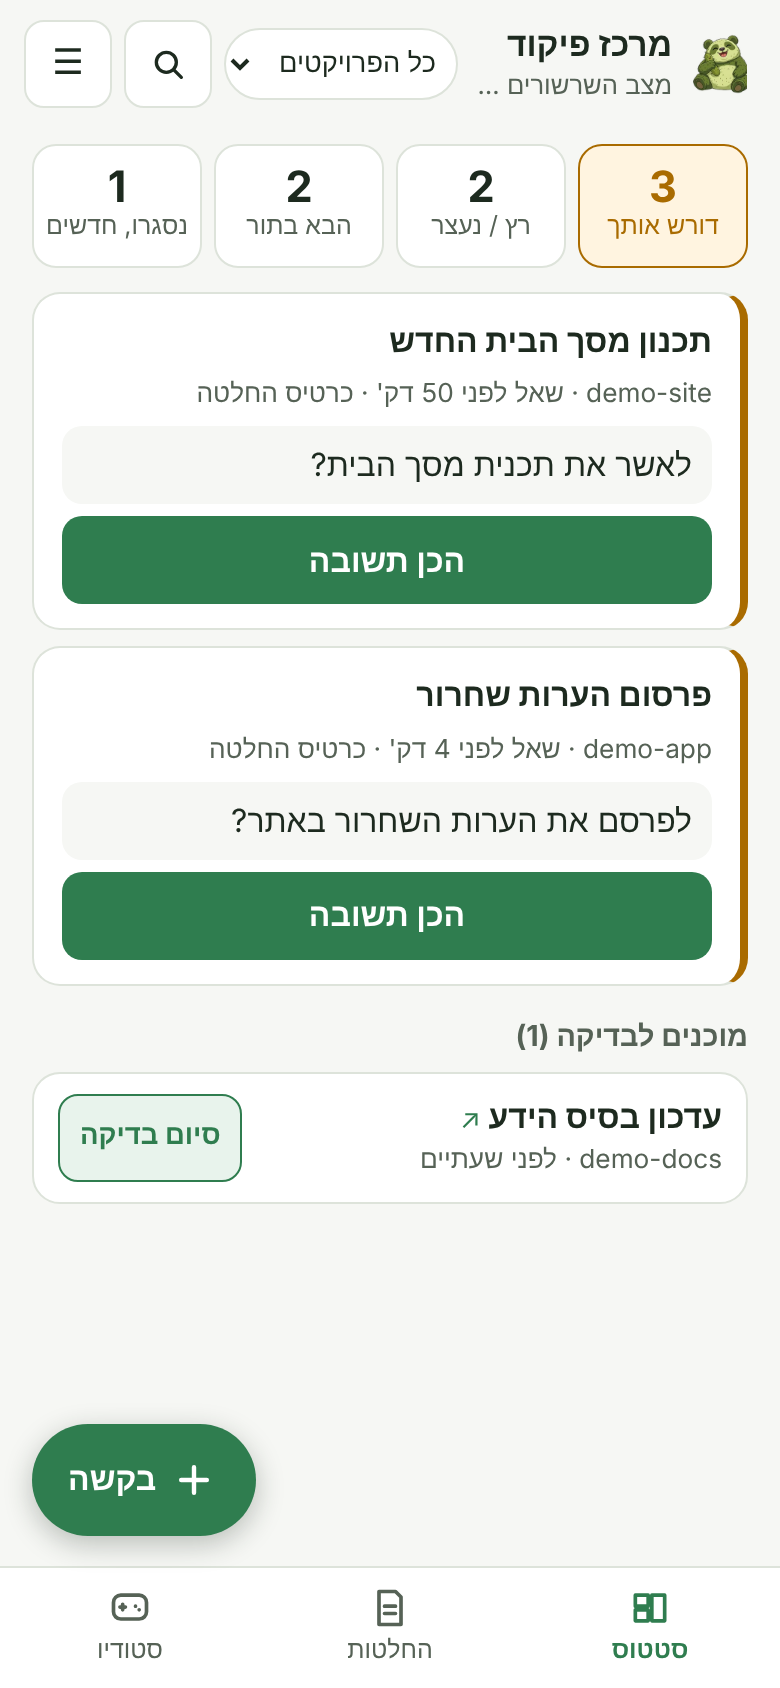 מרכז פיקוד
מצב השרשורים ...
כל הפרויקטים
3
דורש אותך
2
רץ / נעצר
2
הבא בתור
1
נסגרו, חדשים
תכנון מסך הבית החדש
demo-site · שאל לפני 50 דק' · כרטיס החלטה
לאשר את תכנית מסך הבית?
הכן תשובה
פרסום הערות שחרור
demo-app · שאל לפני 4 דק' · כרטיס החלטה
לפרסם את הערות השחרור באתר?
הכן תשובה
מוכנים לבדיקה (1)
עדכון בסיס הידע ↗
demo-docs · לפני שעתיים
סיום בדיקה
+ בקשה
סטטוס
החלטות
סטודיו